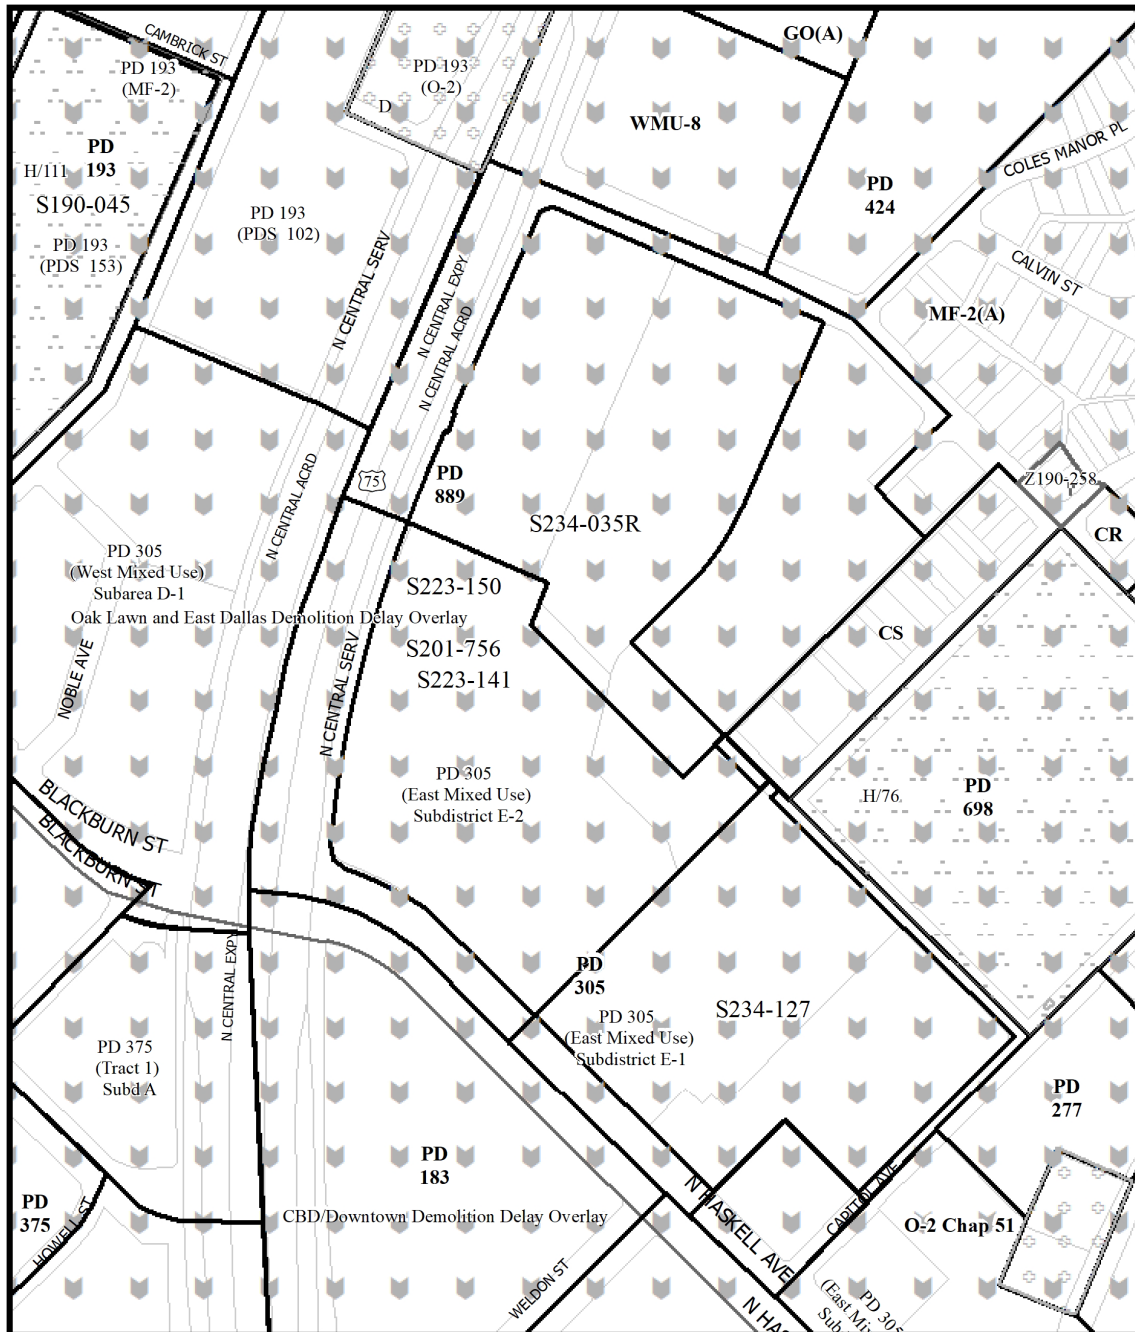 CAMBRICK ST
PD 193
(MF-2)
PD 193
(O-2)
D
GO(A)
WMU-8
COLES MANOR PL
PD
193
H/111
S190-045
PD 193
(PDS 153)
PD 193
(PDS 102)
PD
424
N CENTRAL SERV
N CENTRAL EXPY
N CENTRAL ACRD
CALVIN ST
MF-2(A)
75
PD
889
Z190-258
CR
N CENTRAL ACRD
S234-035R
PD 305
(West Mixed Use)
Subarea D-1
S223-150
Oak Lawn and East Dallas Demolition Delay Overlay
CS
NOBLE AVE
N CENTRAL SERV
S201-756
S223-141
PD 305
(East Mixed Use)
Subdistrict E-2
H/76
PD
698
BLACKBURN ST
BLACKBURN ST
N CENTRAL EXPY
PD
305
S234-127
PD 305
(East Mixed Use)
Subdistrict E-1
PD 375
(Tract 1)
Subd A
PD
277
PD
183
PD
375
HOWELL ST
CBD/Downtown Demolition Delay Overlay
N HASKELL AVE
CAPITOL AVE
O-2 Chap 51
WELDON ST
PD 305
(East Mix
Sub
N HAS